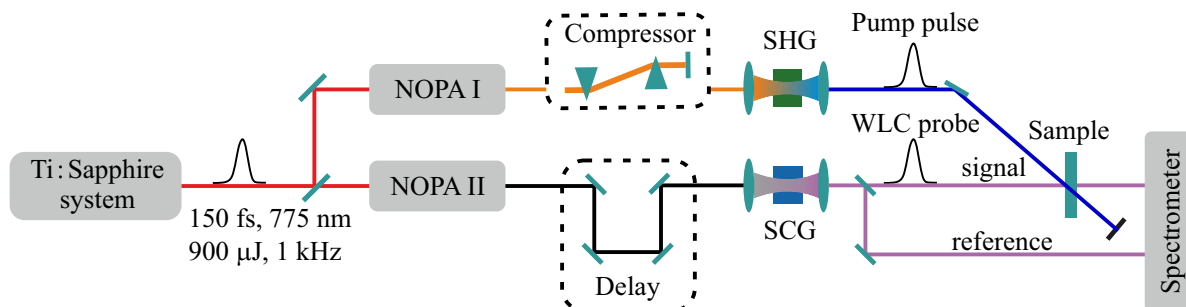 Compressor
SHG
Pump pulse
NOPA I
WLC probe
Sample
Ti:Sapphire
system
NOPA II
signal
150 fs, 775 nm
900 μJ, 1 kHz
SCG
reference
Delay
Spectrometer